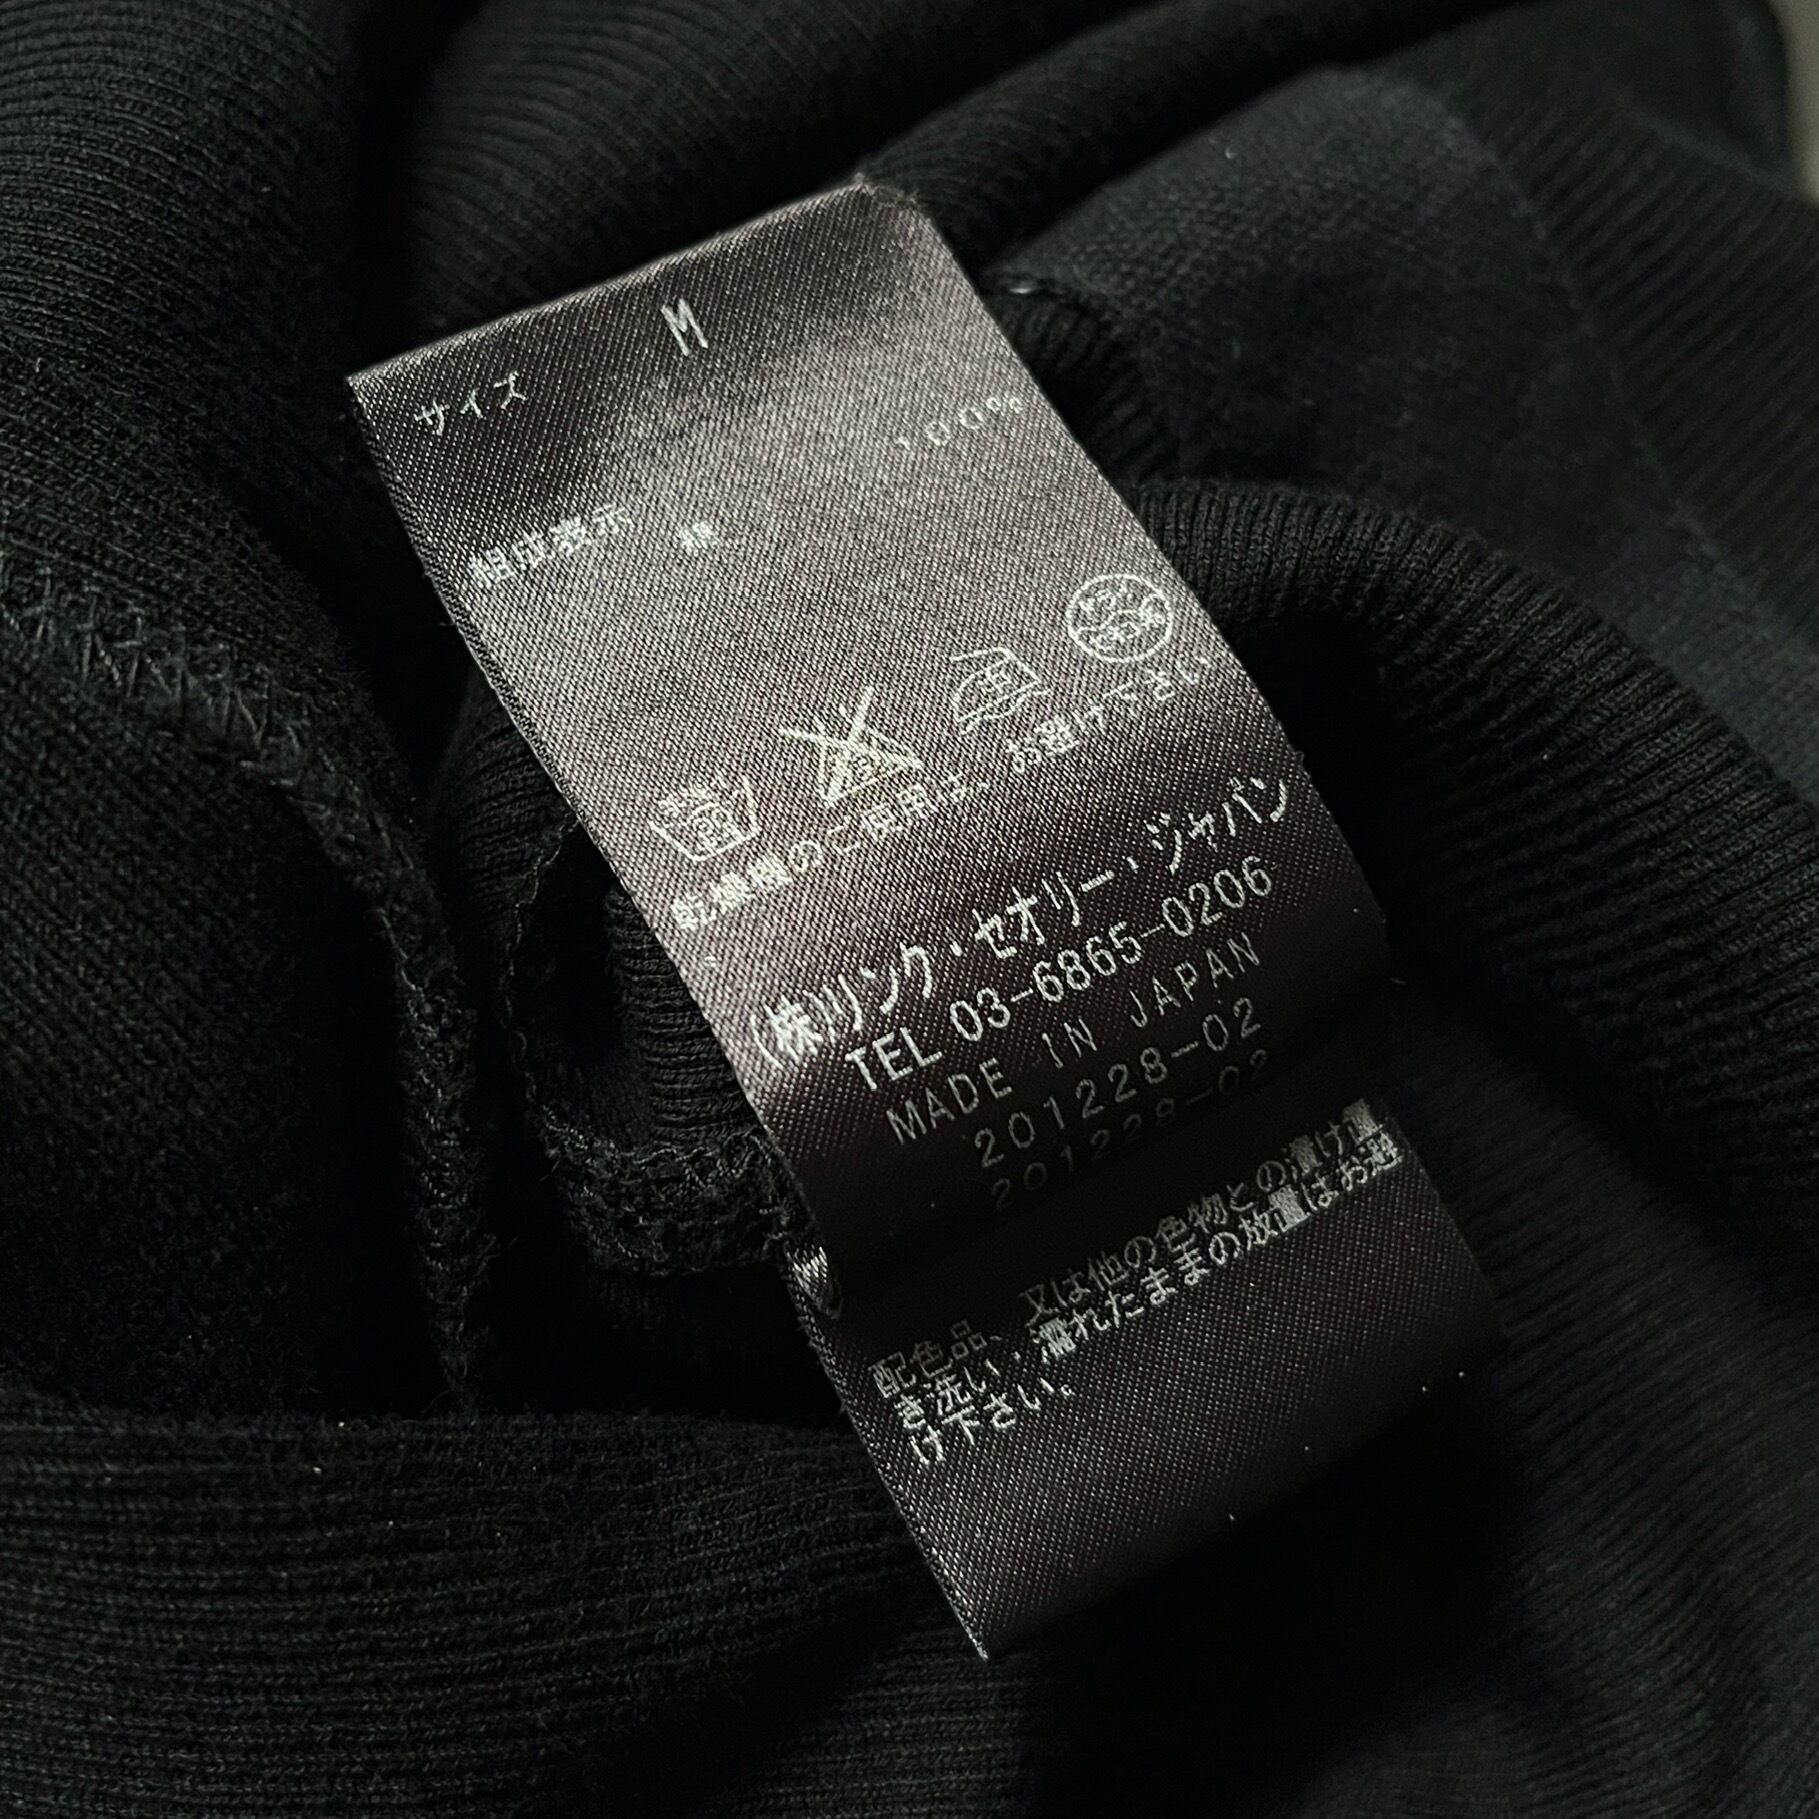 サイズ M
組成表示
綿 100%
乾燥機のご使用は、お避け下さい
(株)リンク・セオリー・ジャパン
TEL 03-6865-0206
MADE IN JAPAN
201228-02
201228-02
配色品、又は他の色物との漬け置
き洗い、濡れたままの放置はお避
け下さい。